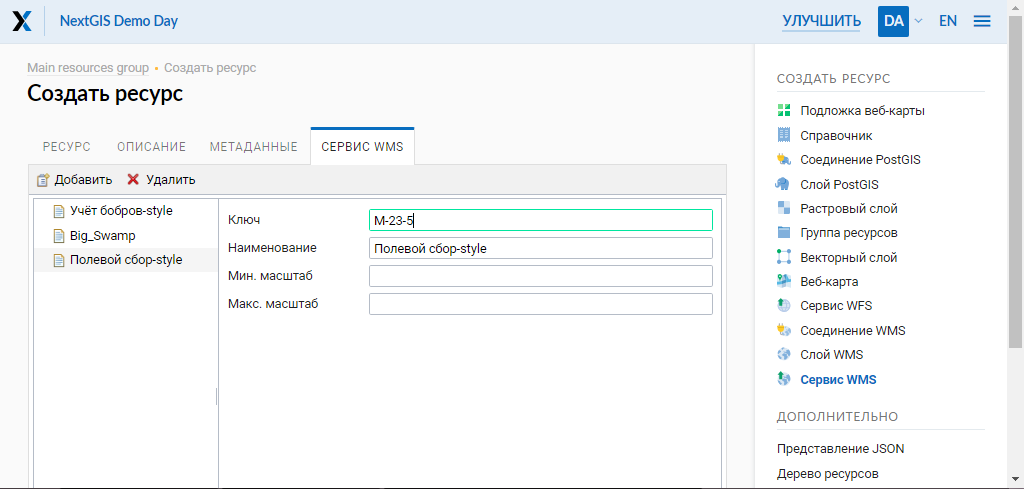 NextGIS Demo Day
УЛУЧШИТЬ
DA
EN
Main resources group • Создать ресурс
Создать ресурс
РЕСУРС
ОПИСАНИЕ
МЕТАДАННЫЕ
СЕРВИС WMS
Добавить
Удалить
Учёт бобров-style
Big_Swamp
Полевой сбор-style
Ключ
M-23-5
Наименование
Полевой сбор-style
Мин. масштаб
Макс. масштаб
СОЗДАТЬ РЕСУРС
Подложка веб-карты
Справочник
Соединение PostGIS
Слой PostGIS
Растровый слой
Группа ресурсов
Векторный слой
Веб-карта
Сервис WFS
Соединение WMS
Слой WMS
Сервис WMS
ДОПОЛНИТЕЛЬНО
Представление JSON
Дерево ресурсов